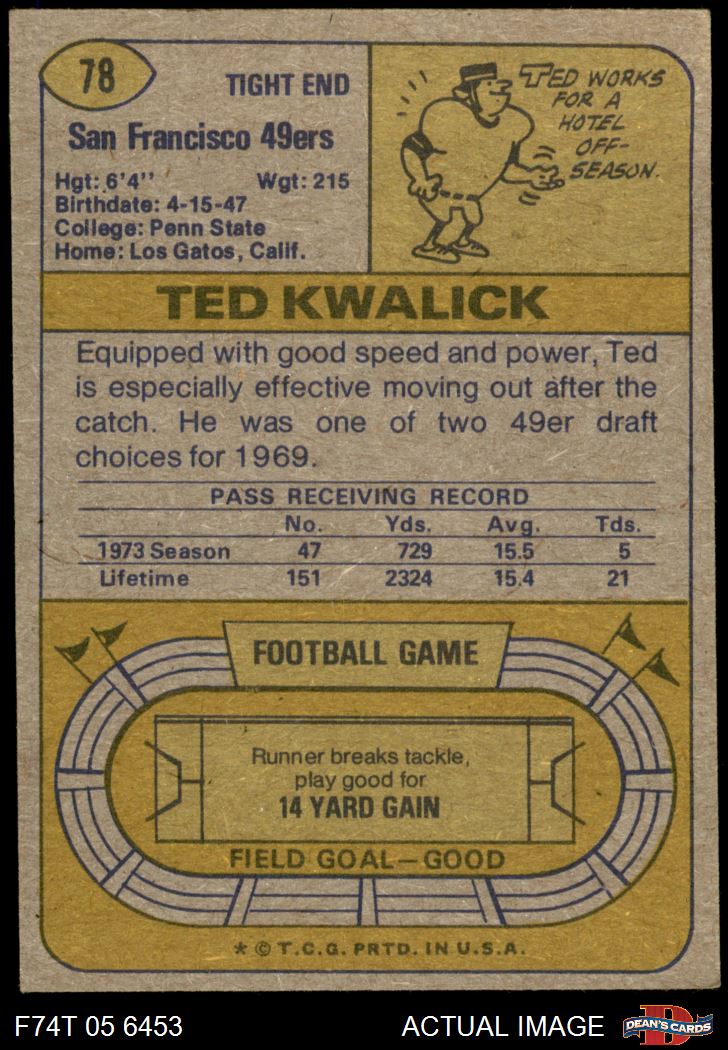 78
TIGHT END
San Francisco 49ers
Hgt: 6'4'' Wgt: 215
Birthdate: 4-15-47
College: Penn State
Home: Los Gatos, Calif.
TED WORKS
FOR A
HOTEL
OFF-
SEASON.
TED KWALICK
Equipped with good speed and power, Ted
is especially effective moving out after the
catch. He was one of two 49er draft
choices for 1969.
PASS RECEIVING RECORD
No. Yds. Avg. Tds.
1973 Season 47 729 15.5 5
Lifetime 151 2324 15.4 21
FOOTBALL GAME
Runner breaks tackle,
play good for
14 YARD GAIN
FIELD GOAL—GOOD
* © T.C.G. PRTD. IN U.S.A.
F74T 05 6453 ACTUAL IMAGE
D
DEAN'S CARDS